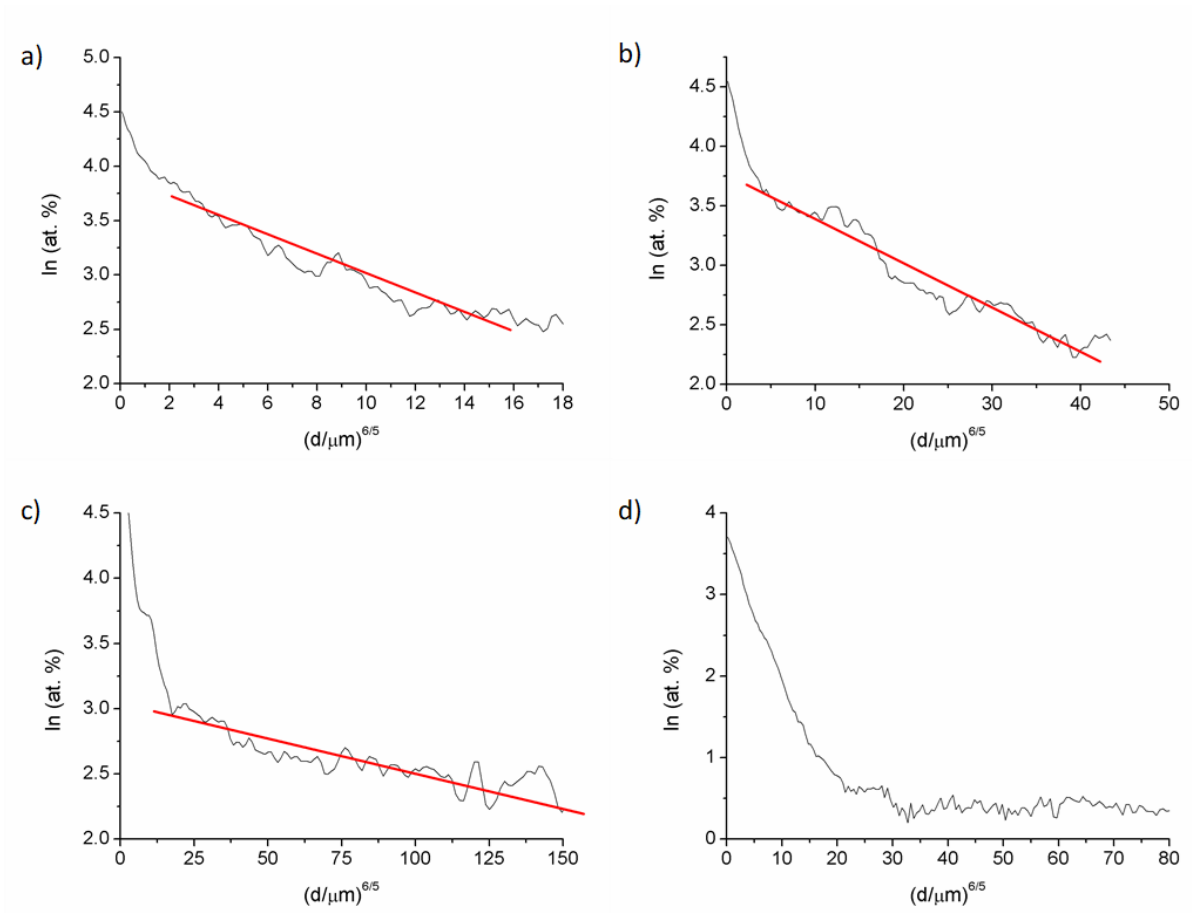 a)
5.0
4.5
4.0
3.5
3.0
2.5
2.0
ln (at. %)
0 2 4 6 8 10 12 14 16 18
(d/μm)^6/5
b)
4.5
4.0
3.5
3.0
2.5
2.0
ln (at. %)
0 10 20 30 40 50
(d/μm)^6/5
c)
4.5
4.0
3.5
3.0
2.5
2.0
ln (at. %)
0 25 50 75 100 125 150
(d/μm)^6/5
d)
4
3
2
1
0
ln (at. %)
0 10 20 30 40 50 60 70 80
(d/μm)^6/5